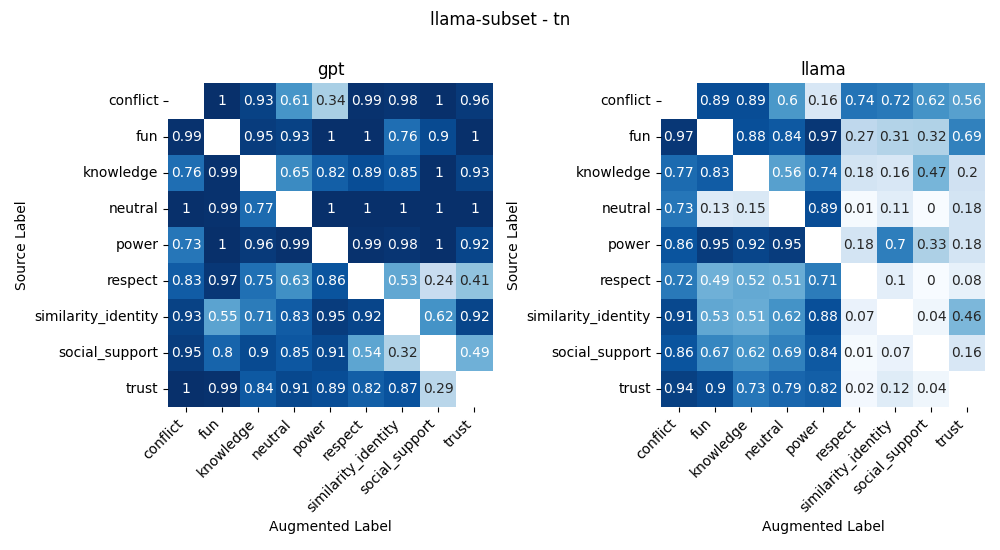 llama-subset - tn
gpt
Source Label
conflict 1 0.93 0.61 0.34 0.99 0.98 1 0.96
fun 0.99 0.95 0.93 1 1 0.76 0.9 1
knowledge 0.76 0.99 0.65 0.82 0.89 0.85 1 0.93
neutral 1 0.99 0.77 1 1 1 1 1
power 0.73 1 0.96 0.99 0.99 0.98 1 0.92
respect 0.83 0.97 0.75 0.63 0.86 0.53 0.24 0.41
similarity_identity 0.93 0.55 0.71 0.83 0.95 0.92 0.62 0.92
social_support 0.95 0.8 0.9 0.85 0.91 0.54 0.32 0.49
trust 1 0.99 0.84 0.91 0.89 0.82 0.87 0.29
conflict fun knowledge neutral power respect similarity_identity social_support trust
Augmented Label
llama
Source Label
conflict 0.89 0.89 0.6 0.16 0.74 0.72 0.62 0.56
fun 0.97 0.88 0.84 0.97 0.27 0.31 0.32 0.69
knowledge 0.77 0.83 0.56 0.74 0.18 0.16 0.47 0.2
neutral 0.73 0.13 0.15 0.89 0.01 0.11 0 0.18
power 0.86 0.95 0.92 0.95 0.18 0.7 0.33 0.18
respect 0.72 0.49 0.52 0.51 0.71 0.1 0 0.08
similarity_identity 0.91 0.53 0.51 0.62 0.88 0.07 0.04 0.46
social_support 0.86 0.67 0.62 0.69 0.84 0.01 0.07 0.16
trust 0.94 0.9 0.73 0.79 0.82 0.02 0.12 0.04
conflict fun knowledge neutral power respect similarity_identity social_support trust
Augmented Label